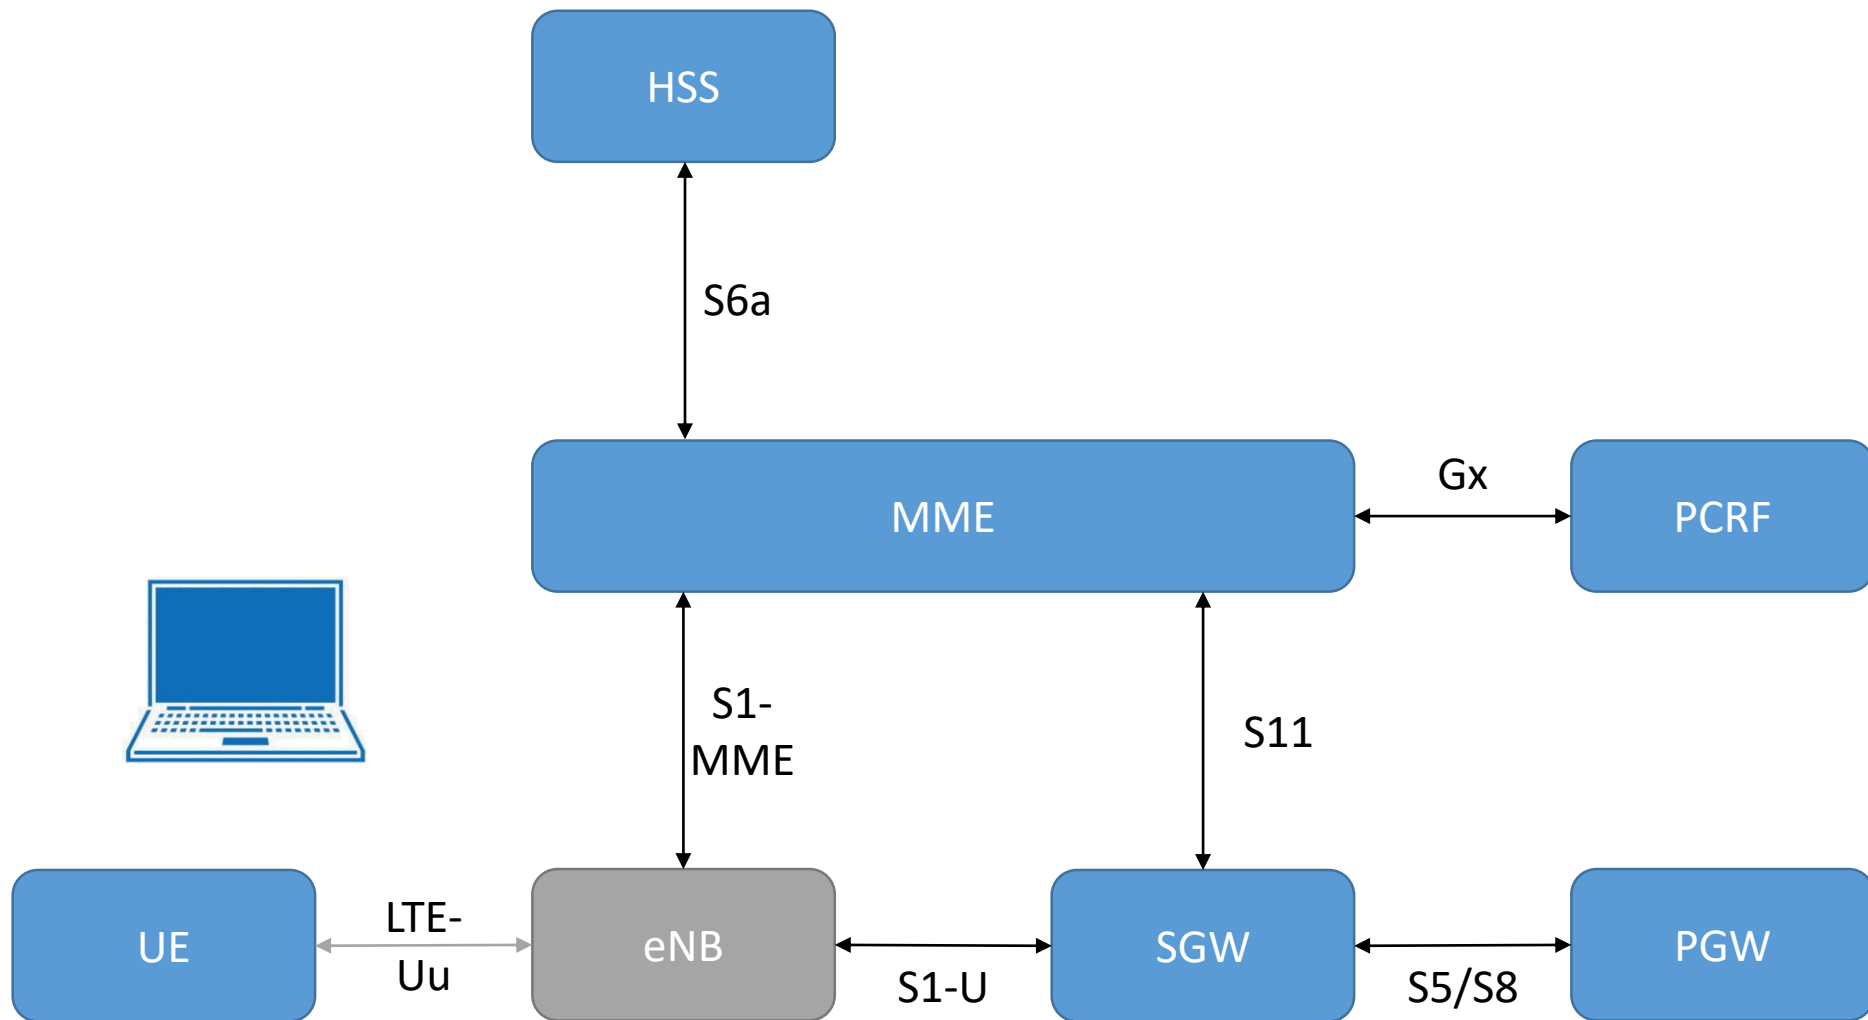 HSS
S6a
MME
Gx
PCRF
S1-
MME
S11
UE
LTE-
Uu
eNB
S1-U
SGW
S5/S8
PGW